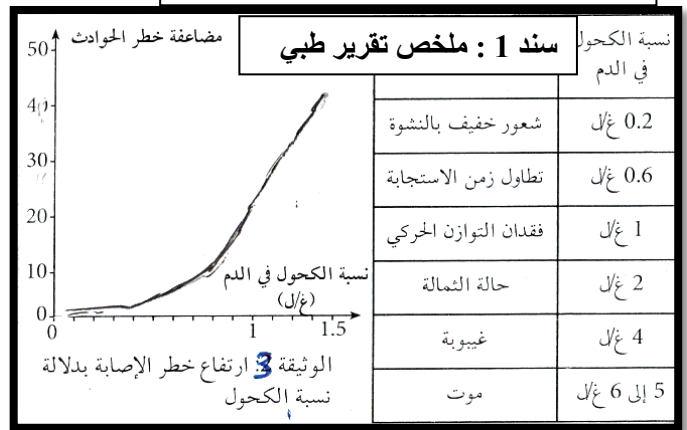 سند 1 : ملخص تقرير طبي
مضاعفة خطر الحوادث
50
40
30
20
10
0
0
1
1.5
نسبة الكحول في الدم
(غ/ل)
الوثيقة 3: ارتفاع خطر الإصابة بدلالة
نسبة الكحول
نسبة الكحول
في الدم
0.2 غ/ل
شعور خفيف بالنشوة
0.6 غ/ل
تطاول زمن الاستجابة
1 غ/ل
فقدان التوازن الحركي
2 غ/ل
حالة الثمالة
4 غ/ل
غيبوبة
5 إلى 6 غ/ل
موت